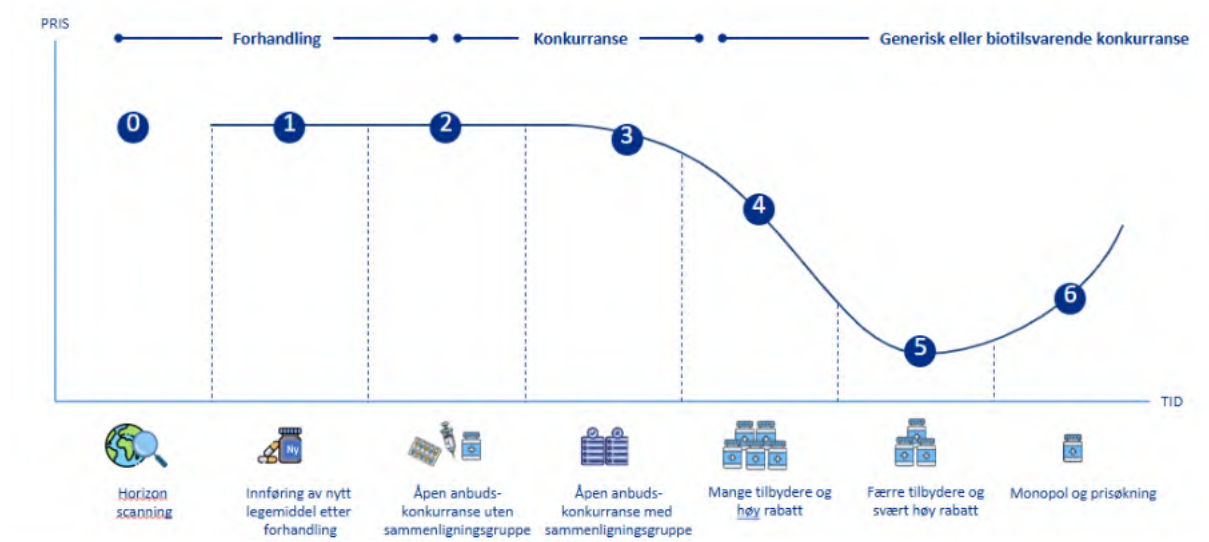 PRIS
Forhandling
Konkurranse
Generisk eller biotilsvarende konkurranse
0
1
2
3
4
5
6
TID
Ny
Horizon
scanning
Innføring av nytt
legemiddel etter
forhandling
Åpen anbuds-
konkurranse uten
sammenligningsgruppe
Åpen anbuds-
konkurranse med
sammenligningsgruppe
Mange tilbydere og
høy rabatt
Færre tilbydere og
svært høy rabatt
Monopol og prisøkning